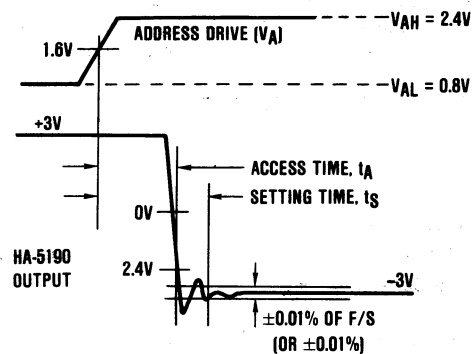 ADDRESS DRIVE (VA)
VAH = 2.4V
1.6V
VAL = 0.8V
+3V
ACCESS TIME, tA
SETTING TIME, tS
0V
HA-5190
OUTPUT
2.4V
-3V
±0.01% OF F/S
(OR ±0.01%)